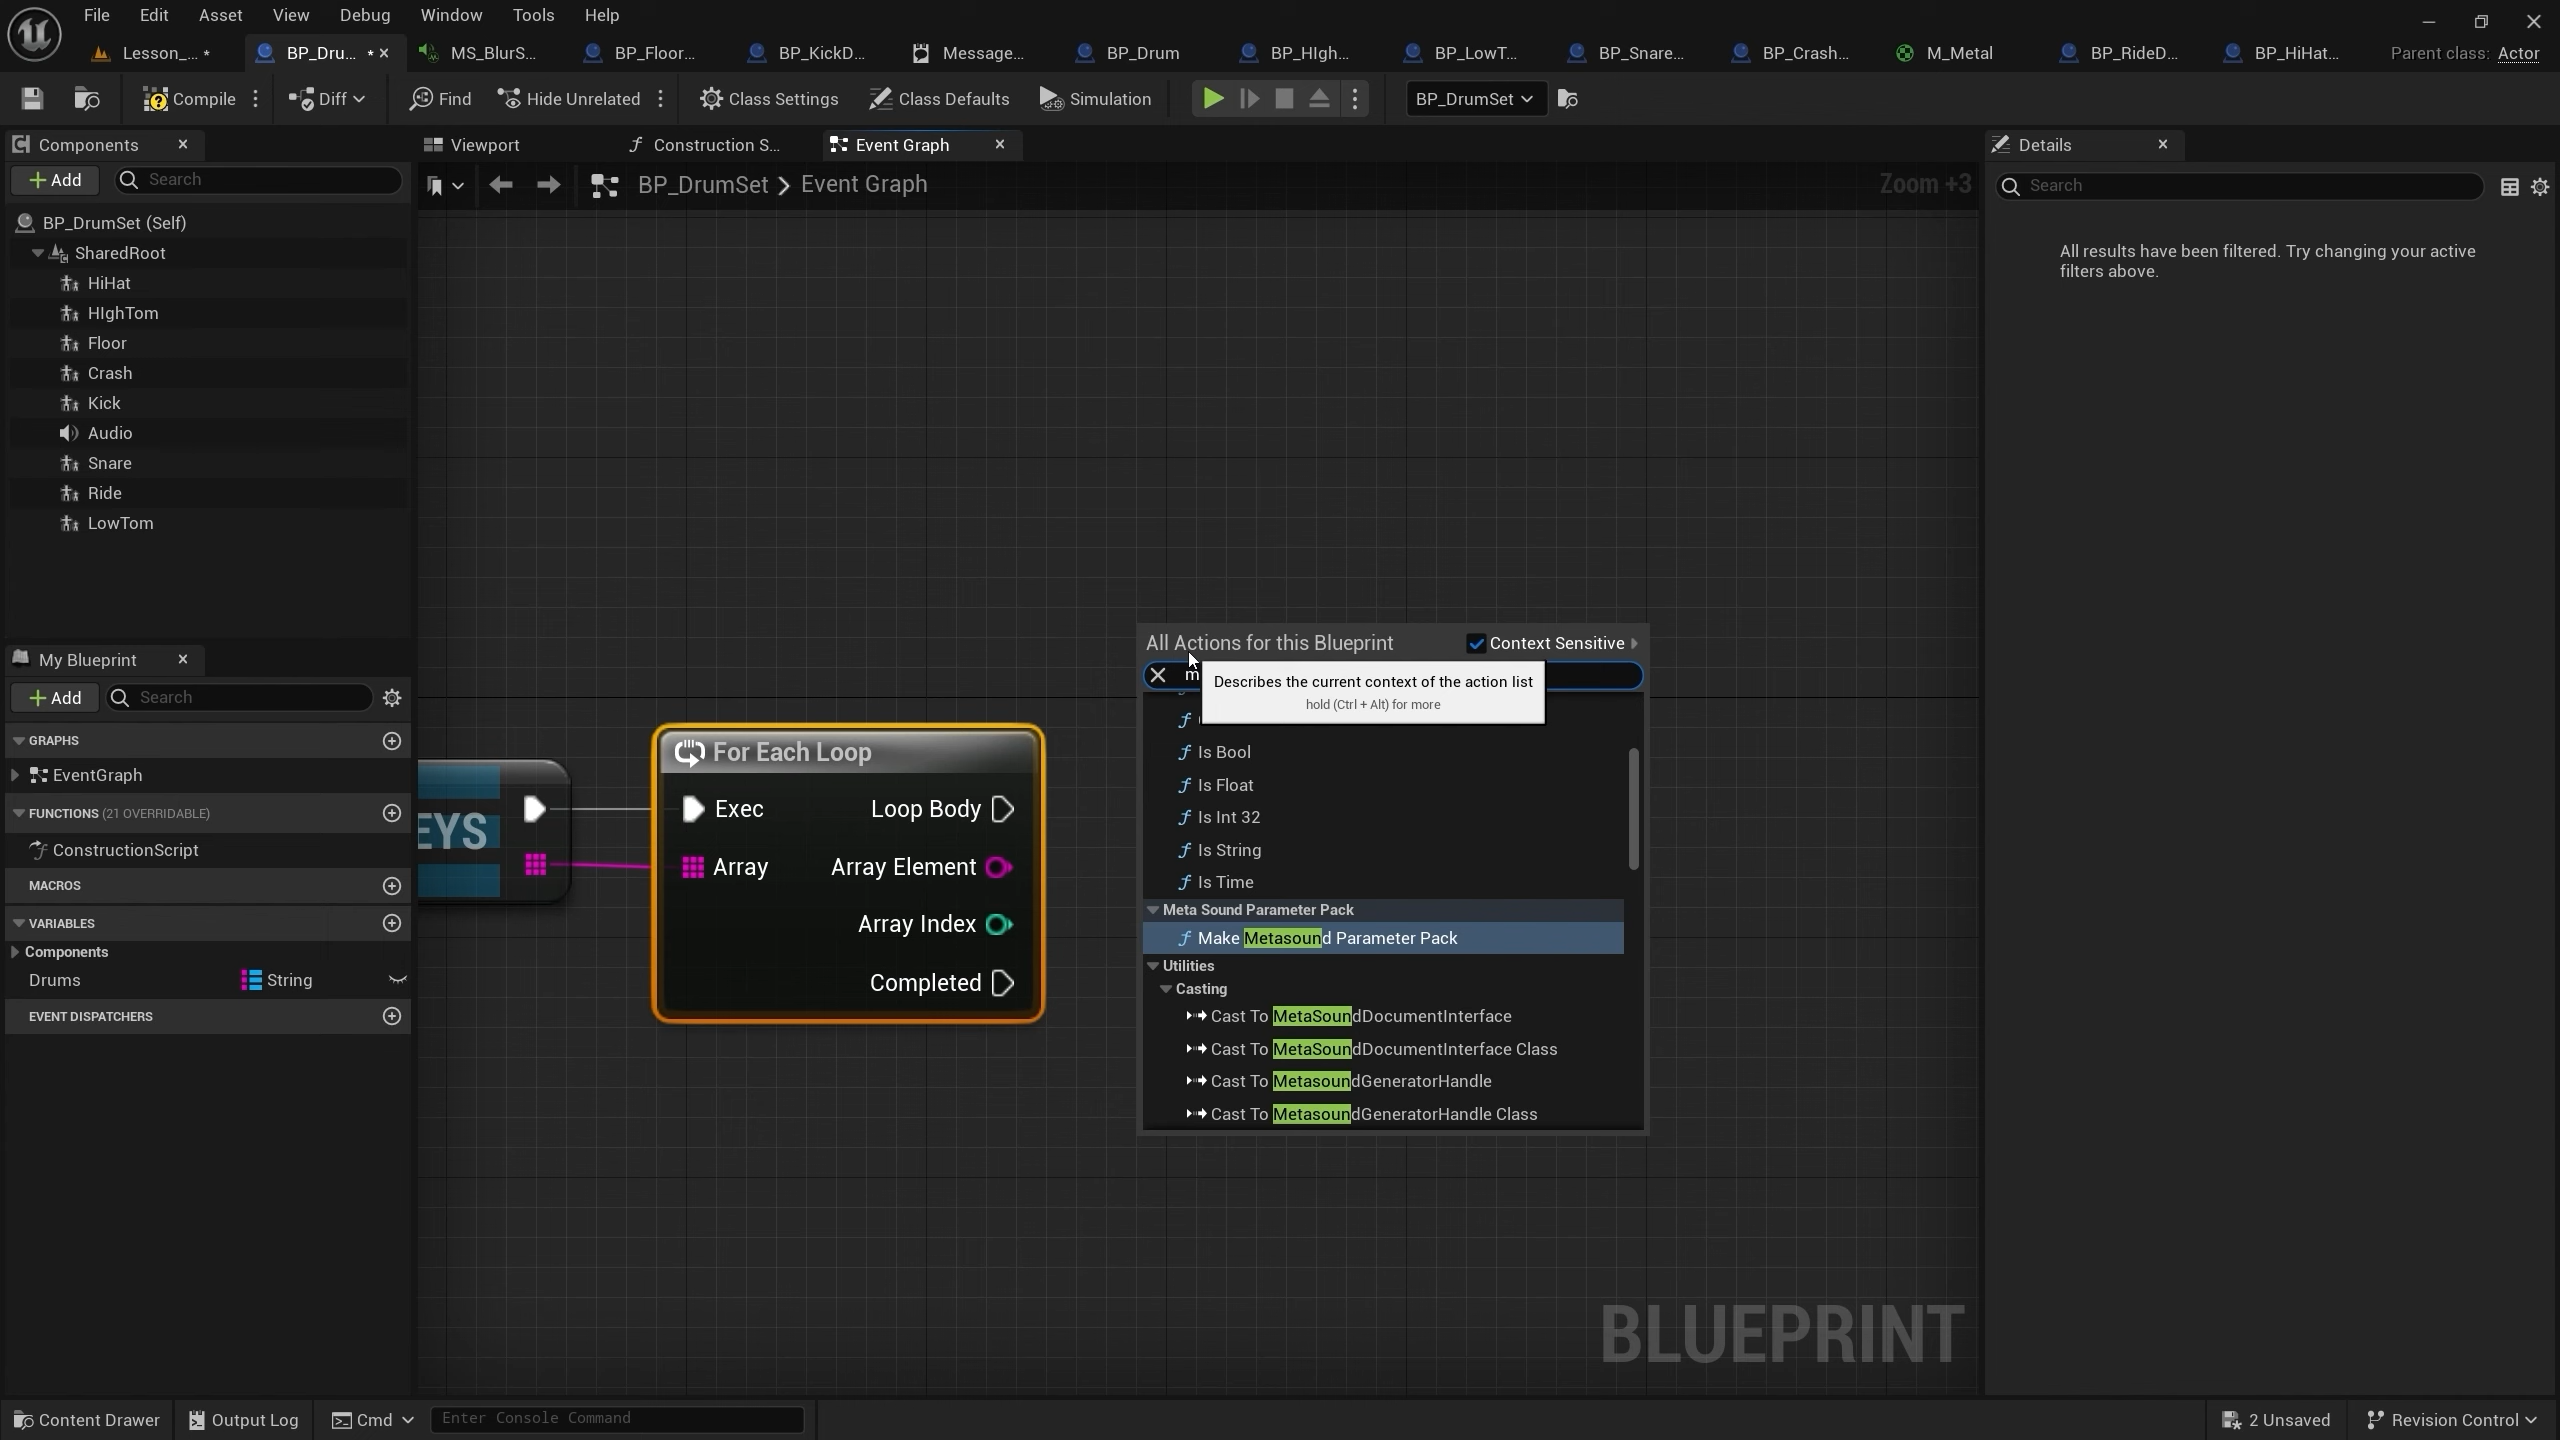 File Edit Asset View Debug Window Tools Help
Lesson_... *
BP_Dru... *
MS_BlurS...
BP_Floor...
BP_KickD...
Message...
BP_Drum
BP_HIgh...
BP_LowT...
BP_Snare...
BP_Crash...
M_Metal
BP_RideD...
BP_HiHat...
Parent class: Actor
Compile
Diff
Find
Hide Unrelated
Class Settings
Class Defaults
Simulation
BP_DrumSet
Components
Add
Search
BP_DrumSet (Self)
SharedRoot
HiHat
HIghTom
Floor
Crash
Kick
Audio
Snare
Ride
LowTom
My Blueprint
Add
Search
GRAPHS
EventGraph
FUNCTIONS (21 OVERRIDABLE)
ConstructionScript
MACROS
VARIABLES
Components
Drums String
EVENT DISPATCHERS
Viewport
Construction S...
Event Graph
BP_DrumSet > Event Graph
Zoom +3
EYS
For Each Loop
Exec Loop Body
Array Array Element
Array Index
Completed
All Actions for this Blueprint
Context Sensitive
m
Describes the current context of the action list
hold (Ctrl + Alt) for more
Is Bool
Is Float
Is Int 32
Is String
Is Time
Meta Sound Parameter Pack
Make Metasound Parameter Pack
Utilities
Casting
Cast To MetaSoundDocumentInterface
Cast To MetaSoundDocumentInterface Class
Cast To MetasoundGeneratorHandle
Cast To MetasoundGeneratorHandle Class
BLUEPRINT
Details
Search
All results have been filtered. Try changing your active
filters above.
Content Drawer
Output Log
Cmd
Enter Console Command
2 Unsaved
Revision Control